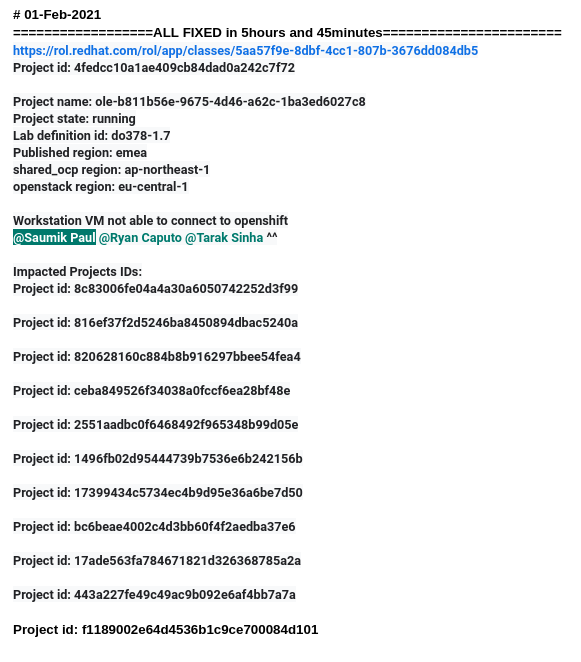 # 01-Feb-2021
==================ALL FIXED in 5hours and 45minutes=======================
https://rol.redhat.com/rol/app/classes/5aa57f9e-8dbf-4cc1-807b-3676dd084db5
Project id: 4fedcc10a1ae409cb84dad0a242c7f72
Project name: ole-b811b56e-9675-4d46-a62c-1ba3ed6027c8
Project state: running
Lab definition id: do378-1.7
Published region: emea
shared_ocp region: ap-northeast-1
openstack region: eu-central-1
Workstation VM not able to connect to openshift
@Saumik Paul @Ryan Caputo @Tarak Sinha ^^
Impacted Projects IDs:
Project id: 8c83006fe04a4a30a6050742252d3f99
Project id: 816ef37f2d5246ba8450894dbac5240a
Project id: 820628160c884b8b916297bbee54fea4
Project id: ceba849526f34038a0fccf6ea28bf48e
Project id: 2551aadbc0f6468492f965348b99d05e
Project id: 1496fb02d95444739b7536e6b242156b
Project id: 17399434c5734ec4b9d95e36a6be7d50
Project id: bc6beae4002c4d3bb60f4f2aedba37e6
Project id: 17ade563fa784671821d326368785a2a
Project id: 443a227fe49c49ac9b092e6af4bb7a7a
Project id: f1189002e64d4536b1c9ce700084d101